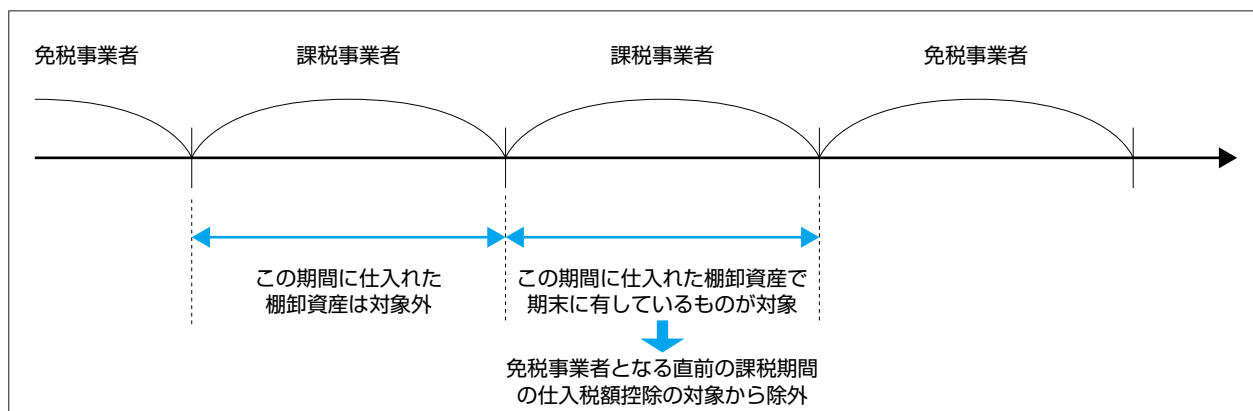 免税事業者
課税事業者
課税事業者
免税事業者
この期間に仕入れた
棚卸資産は対象外
この期間に仕入れた棚卸資産で
期末に有しているものが対象
免税事業者となる直前の課税期間
の仕入税額控除の対象から除外